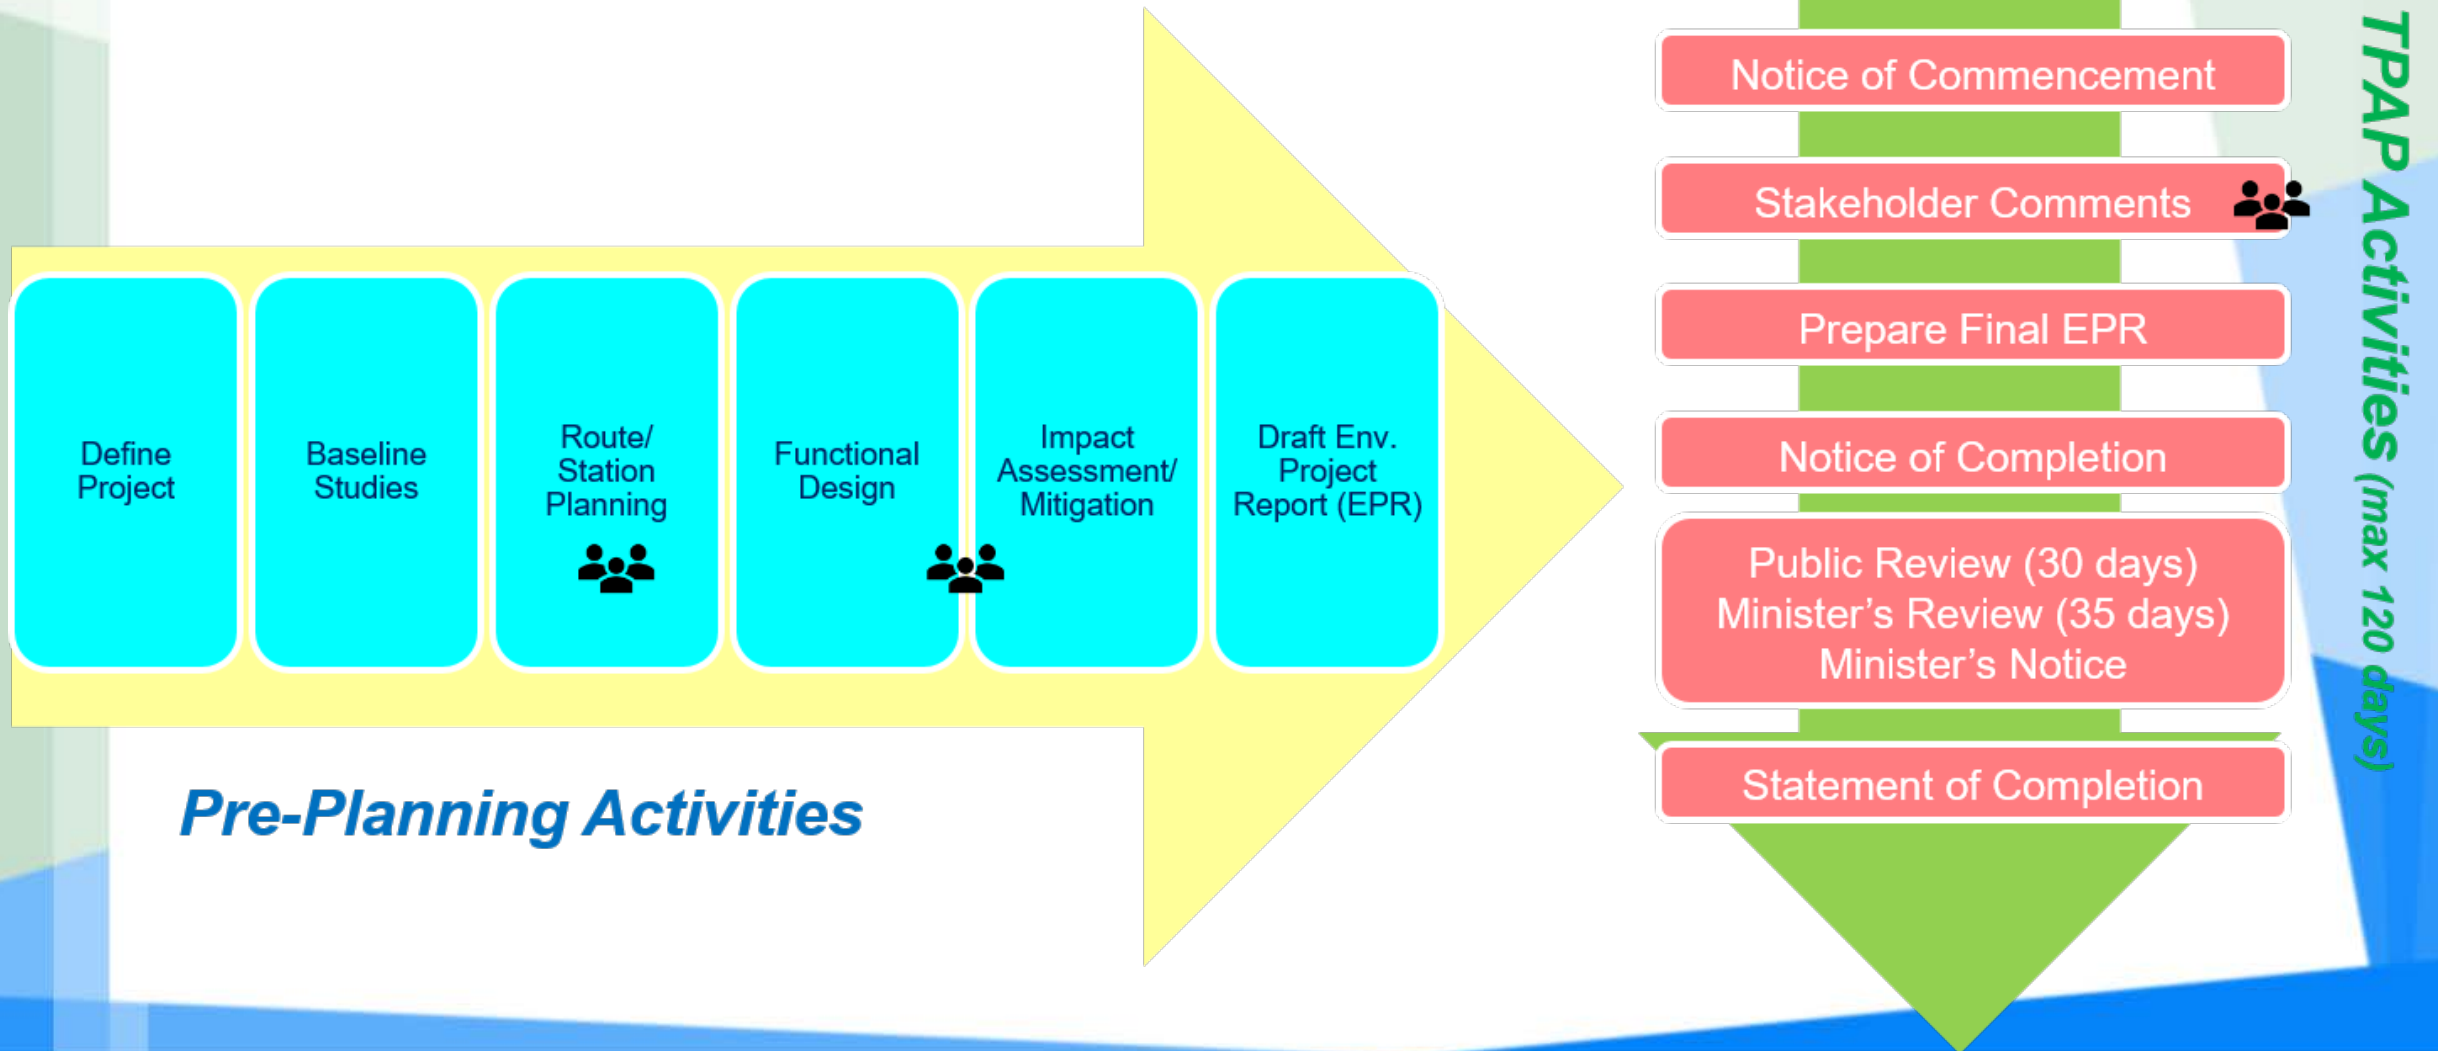 Define
Project
Baseline
Studies
Route/
Station
Planning
Functional
Design
Impact
Assessment/
Mitigation
Draft Env.
Project
Report (EPR)
Pre-Planning Activities
Notice of Commencement
Stakeholder Comments
Prepare Final EPR
Notice of Completion
Public Review (30 days)
Minister’s Review (35 days)
Minister’s Notice
Statement of Completion
TPAP Activities (max 120 days)